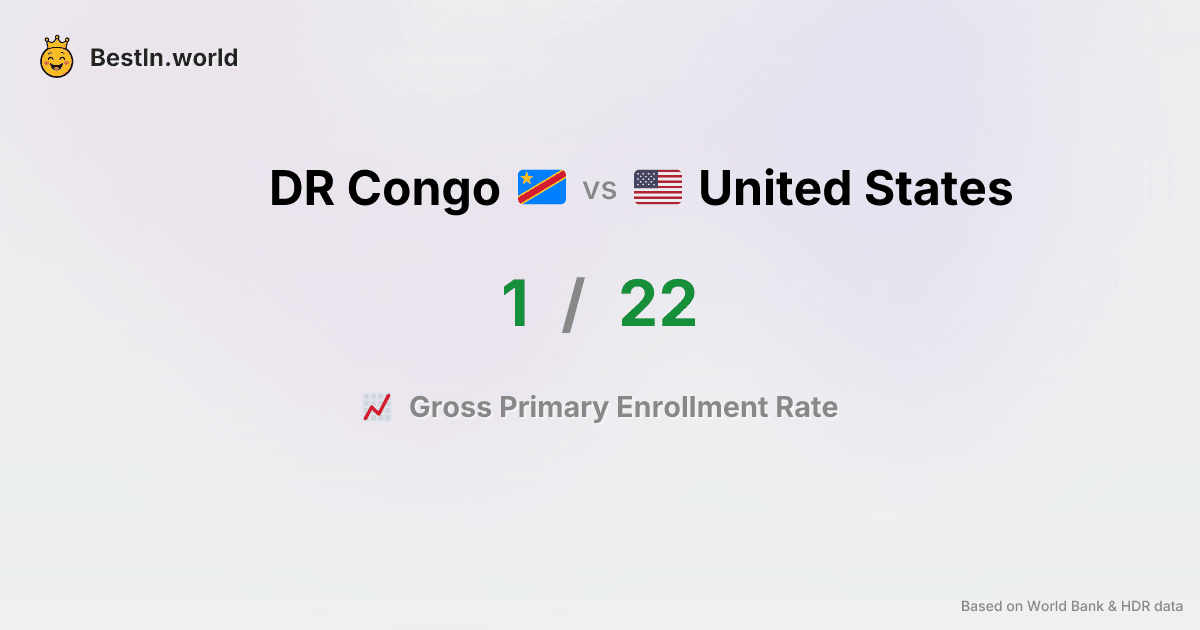 BestIn.world
DR Congo vs United States
1 / 22
Gross Primary Enrollment Rate
Based on World Bank & HDR data